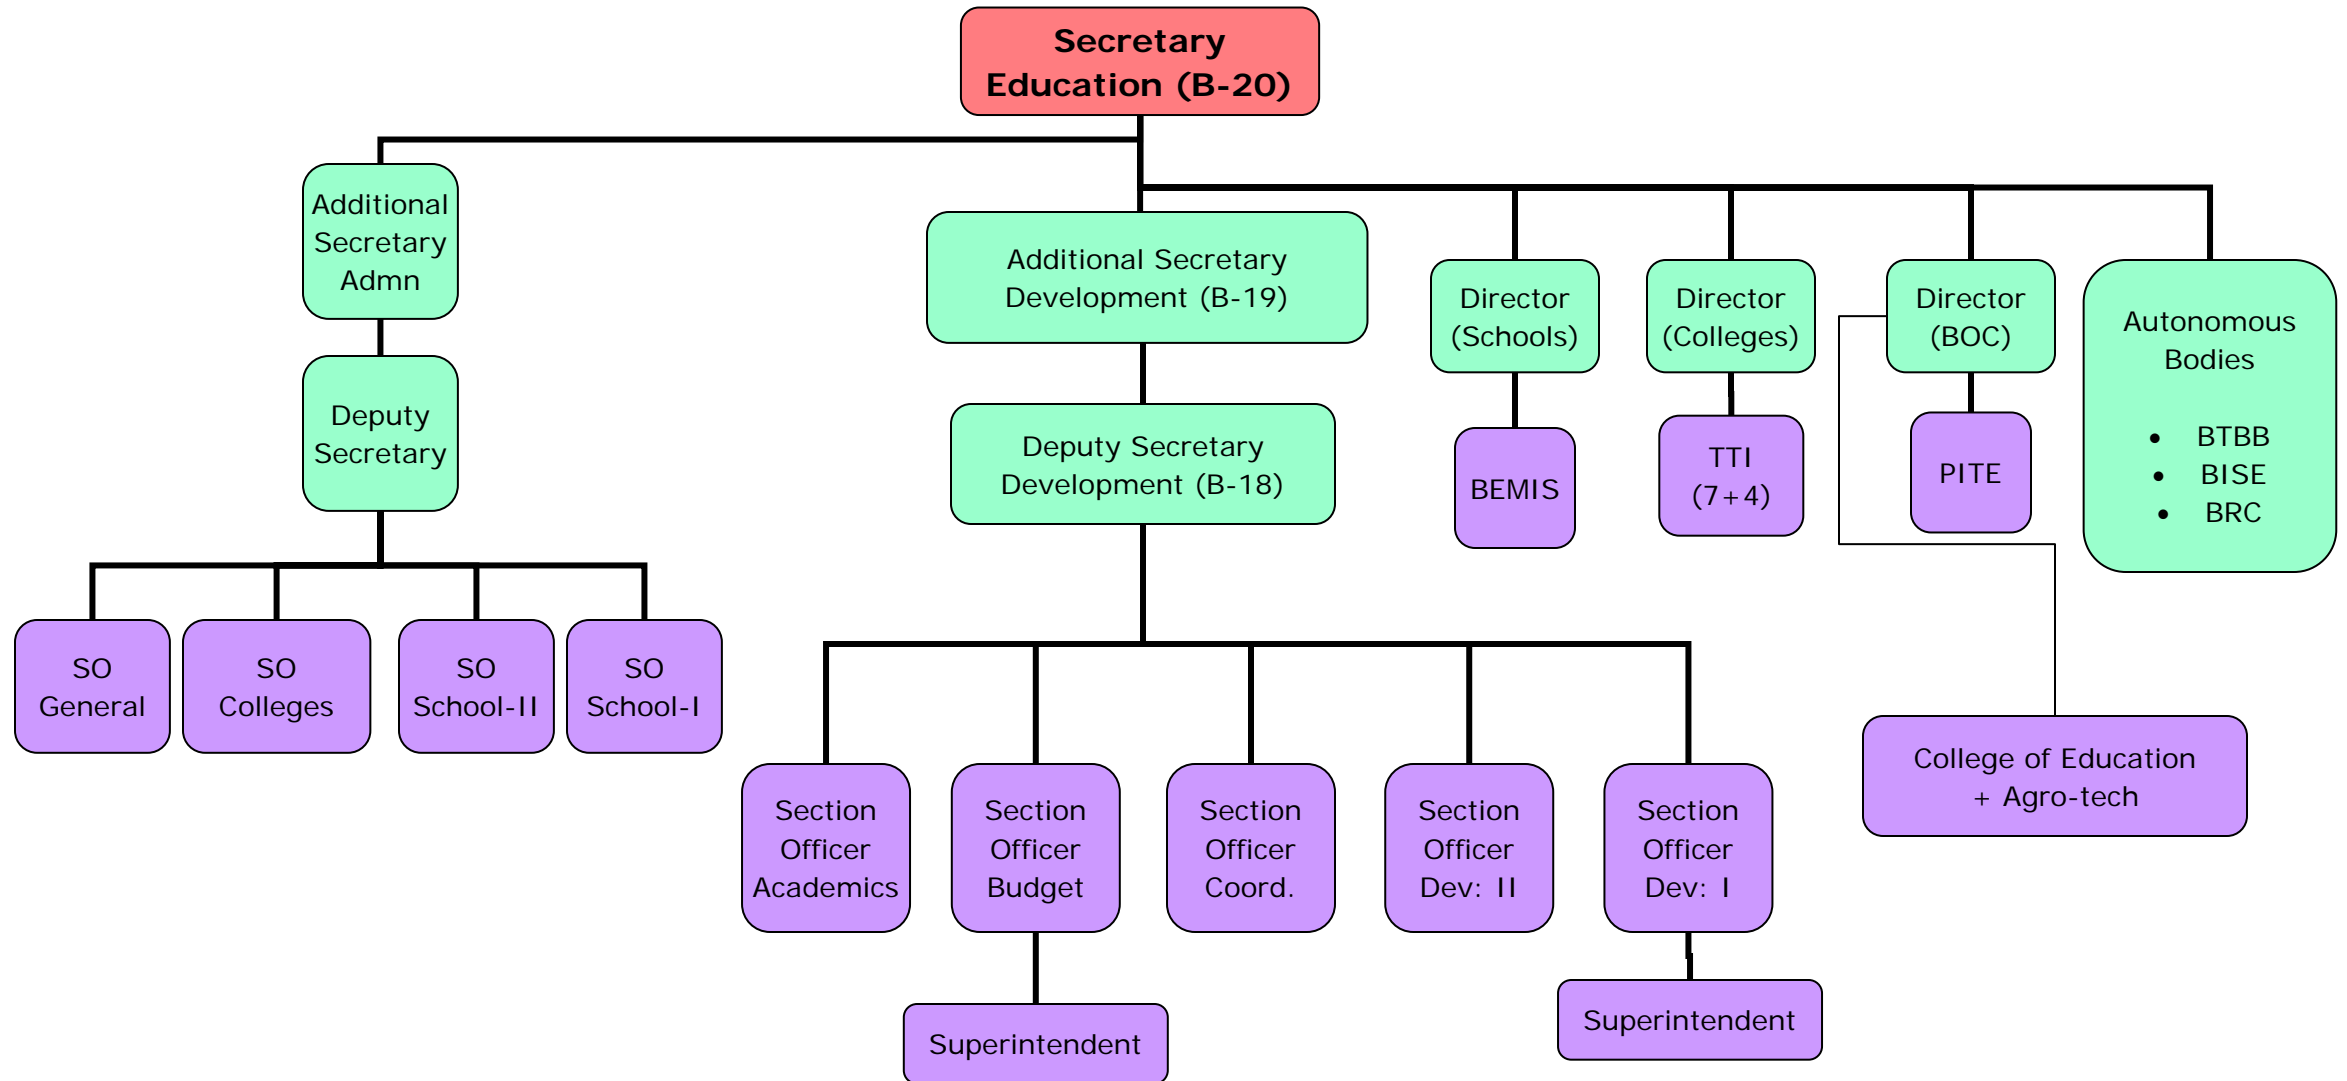 Secretary
Education (B-20)
Additional
Secretary
Admn
Additional Secretary
Development (B-19)
Director
(Schools)
Director
(Colleges)
Director
(BOC)
Autonomous
Bodies
• BTBB
• BISE
• BRC
Deputy
Secretary
Deputy Secretary
Development (B-18)
BEMIS
TTI
(7+4)
PITE
SO
General
SO
Colleges
SO
School-II
SO
School-I
Section
Officer
Academics
Section
Officer
Budget
Section
Officer
Coord.
Section
Officer
Dev: II
Section
Officer
Dev: I
College of Education
+ Agro-tech
Superintendent
Superintendent